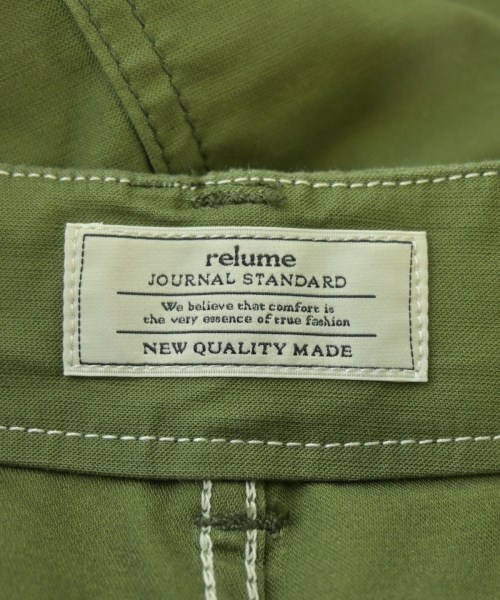 relume
JOURNAL STANDARD
We believe that comfort is
the very essence of true fashion
NEW QUALITY MADE